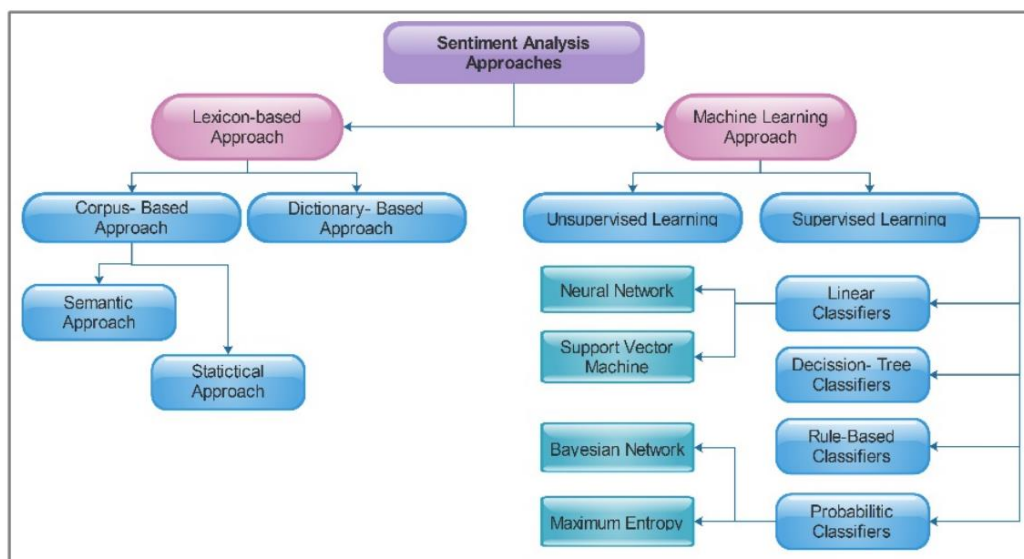 Sentiment Analysis
Approaches
Lexicon-based
Approach
Machine Learning
Approach
Corpus- Based
Approach
Dictionary- Based
Approach
Unsupervised Learning
Supervised Learning
Semantic
Approach
Statictical
Approach
Neural Network
Support Vector
Machine
Bayesian Network
Maximum Entropy
Linear
Classifiers
Decission- Tree
Classifiers
Rule-Based
Classifiers
Probabilitic
Classifiers